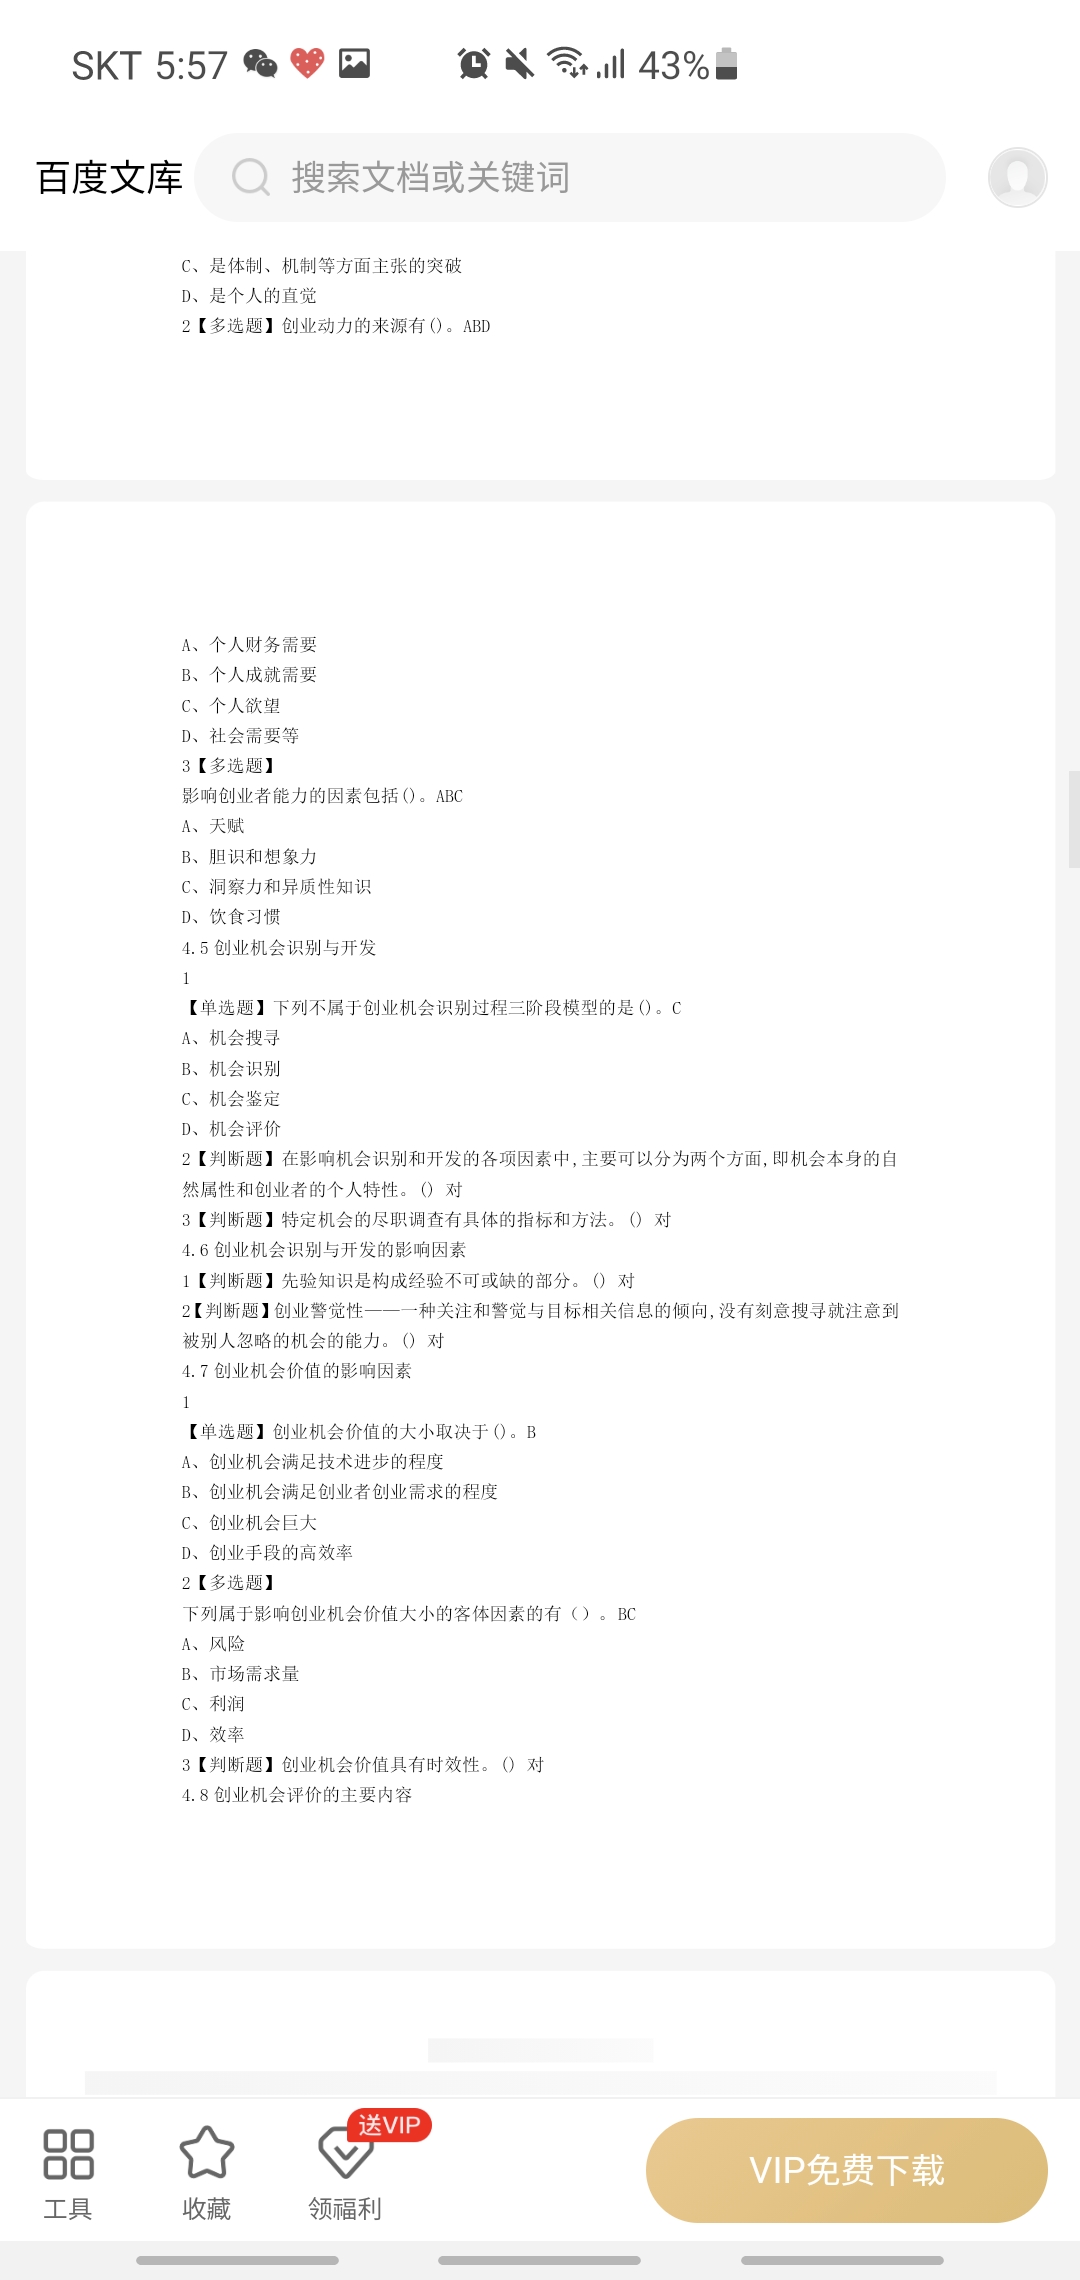 SKT 5:57 43%
百度文库 搜索文档或关键词
C、是体制、机制等方面主张的突破
D、是个人的直觉
2【多选题】创业动力的来源有()。ABD
A、个人财务需要
B、个人成就需要
C、个人欲望
D、社会需要等
3【多选题】
影响创业者能力的因素包括()。ABC
A、天赋
B、胆识和想象力
C、洞察力和异质性知识
D、饮食习惯
4.5 创业机会识别与开发
1
【单选题】下列不属于创业机会识别过程三阶段模型的是()。C
A、机会搜寻
B、机会识别
C、机会鉴定
D、机会评价
2【判断题】在影响机会识别和开发的各项因素中,主要可以分为两个方面,即机会本身的自
然属性和创业者的个人特性。() 对
3【判断题】特定机会的尽职调查有具体的指标和方法。() 对
4.6 创业机会识别与开发的影响因素
1【判断题】先验知识是构成经验不可或缺的部分。() 对
2【判断题】创业警觉性——一种关注和警觉与目标相关信息的倾向,没有刻意搜寻就注意到
被别人忽略的机会的能力。() 对
4.7 创业机会价值的影响因素
1
【单选题】创业机会价值的大小取决于()。B
A、创业机会满足技术进步的程度
B、创业机会满足创业者创业需求的程度
C、创业机会巨大
D、创业手段的高效率
2【多选题】
下列属于影响创业机会价值大小的客体因素的有（）。BC
A、风险
B、市场需求量
C、利润
D、效率
3【判断题】创业机会价值具有时效性。() 对
4.8 创业机会评价的主要内容
送VIP
VIP免费下载
工具 收藏 领福利